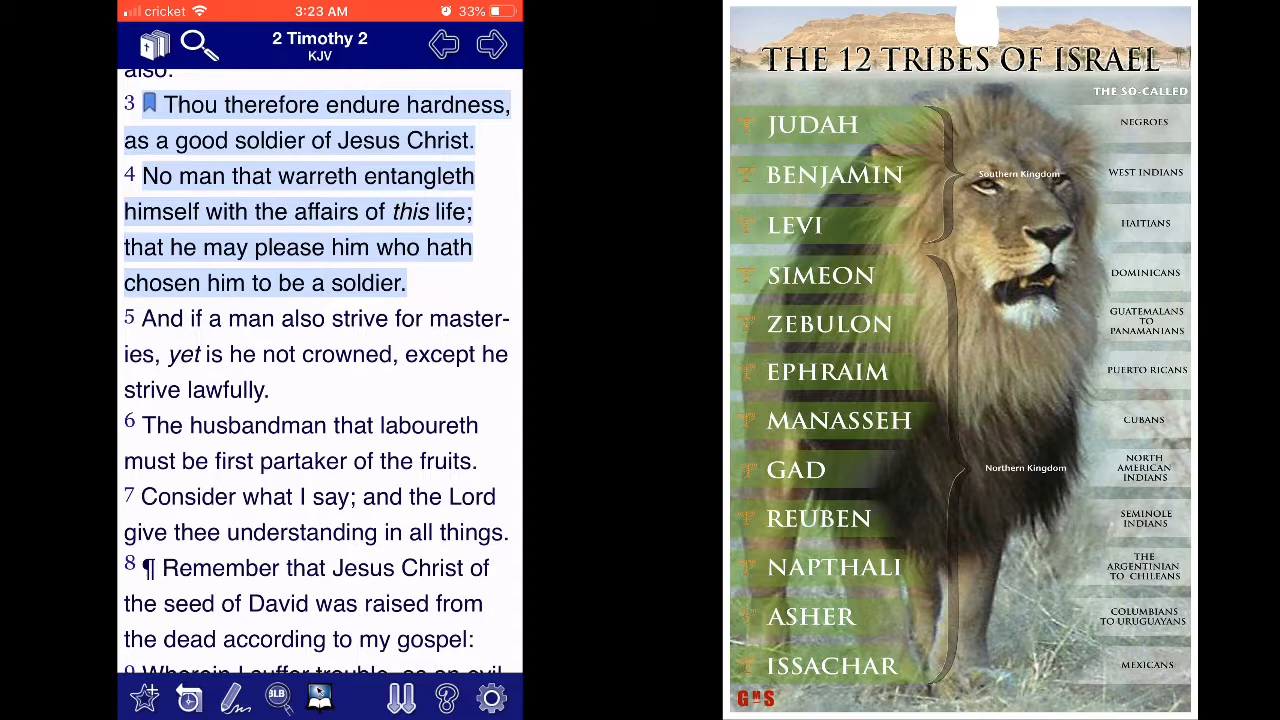 cricket
3:23 AM
33%
2 Timothy 2
KJV
also.
3 Thou therefore endure hardness,
as a good soldier of Jesus Christ.
4 No man that warreth entangleth
himself with the affairs of this life;
that he may please him who hath
chosen him to be a soldier.
5 And if a man also strive for master-
ies, yet is he not crowned, except he
strive lawfully.
6 The husbandman that laboureth
must be first partaker of the fruits.
7 Consider what I say; and the Lord
give thee understanding in all things.
8 ¶ Remember that Jesus Christ of
the seed of David was raised from
the dead according to my gospel:
9 Wherein I suffer trouble, as an evil
BLB
THE 12 TRIBES OF ISRAEL
THE SO-CALLED
JUDAH
NEGROES
BENJAMIN
Southern Kingdom
WEST INDIANS
LEVI
HAITIANS
SIMEON
DOMINICANS
ZEBULON
GUATEMALANS
TO
PANAMANIANS
EPHRAIM
PUERTO RICANS
MANASSEH
CUBANS
GAD
Northern Kingdom
NORTH
AMERICAN
INDIANS
REUBEN
SEMINOLE
INDIANS
NAPTHALI
THE
ARGENTINIAN
TO CHILEANS
ASHER
COLUMBIANS
TO URUGUAYANS
ISSACHAR
MEXICANS
GMS